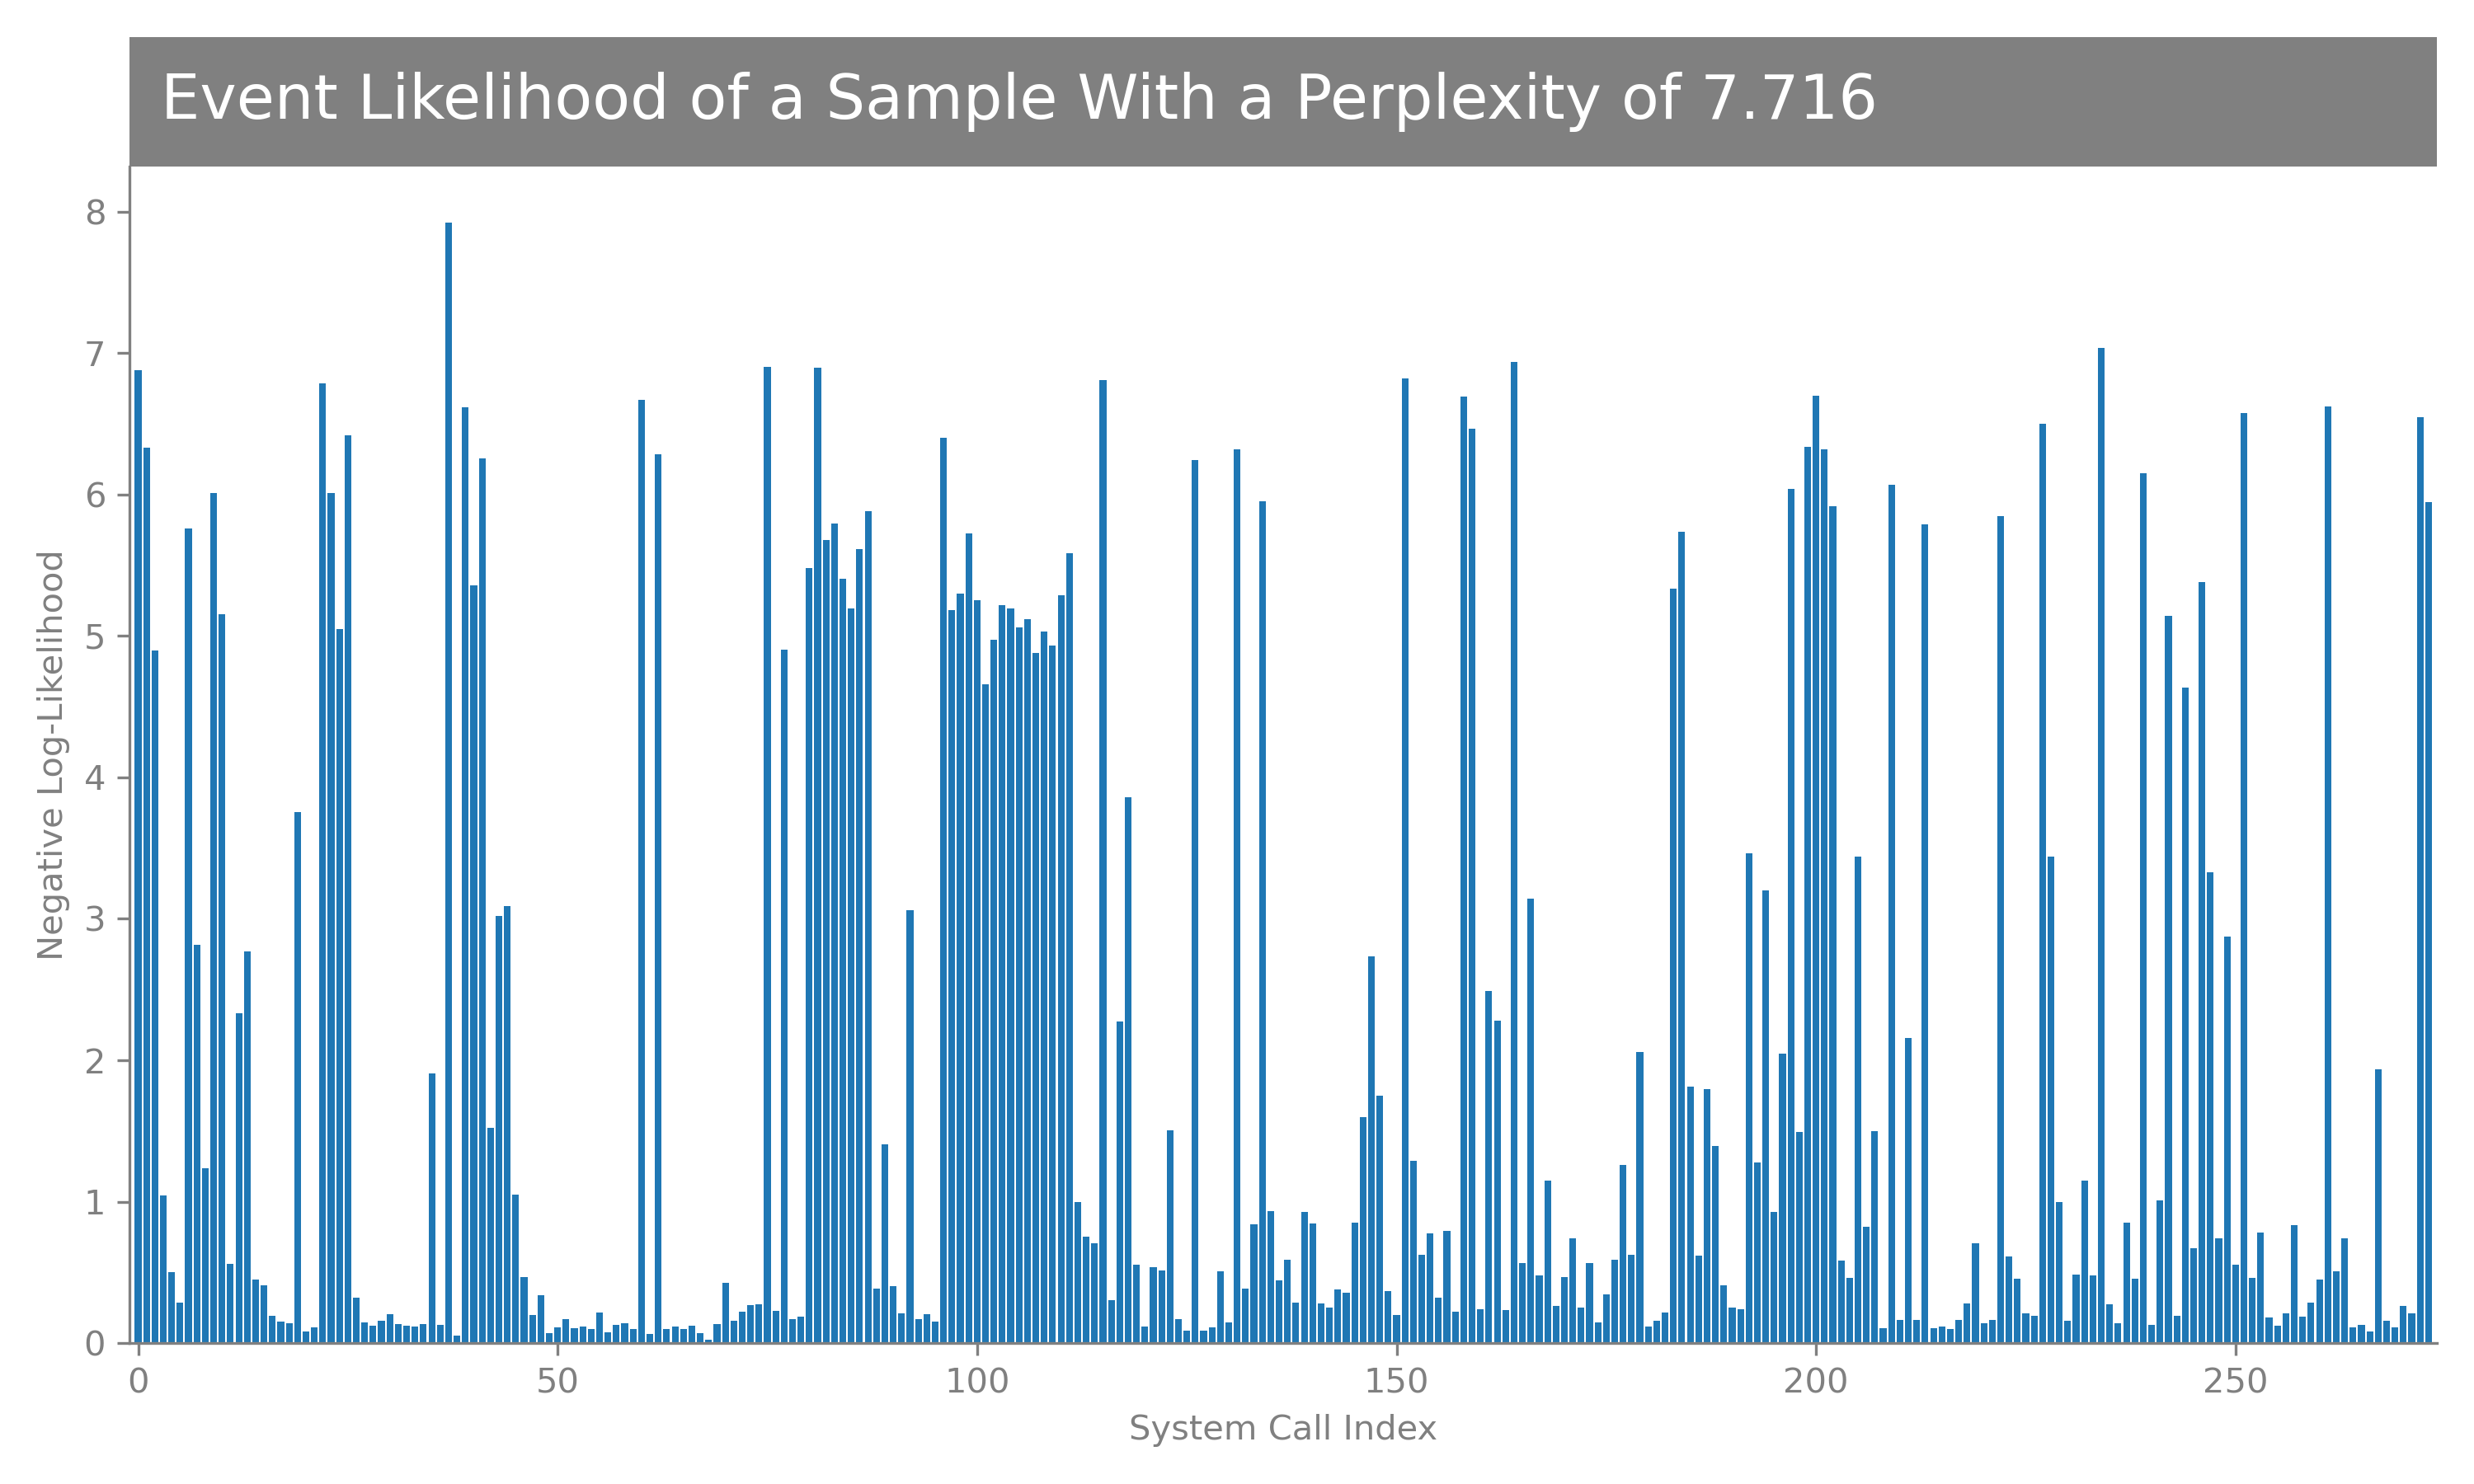 Event Likelihood of a Sample With a Perplexity of 7.716
8
7
6
5
4
3
2
1
0
Negative Log-Likelihood
0 50 100 150 200 250
System Call Index